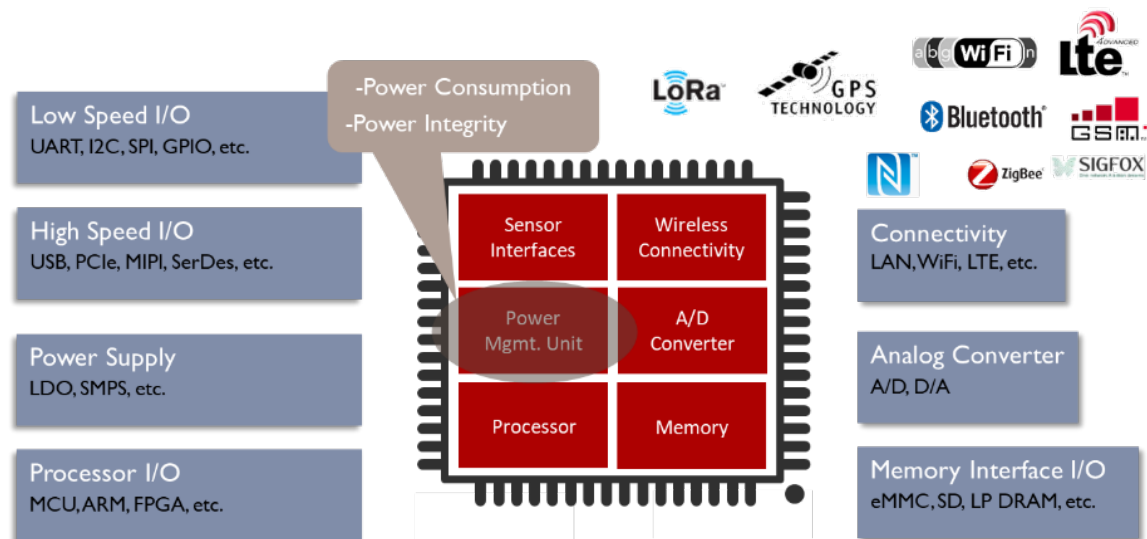 -Power Consumption
-Power Integrity
Low Speed I/O
UART, I2C, SPI, GPIO, etc.
High Speed I/O
USB, PCIe, MIPI, SerDes, etc.
Power Supply
LDO, SMPS, etc.
Processor I/O
MCU, ARM, FPGA, etc.
Sensor
Interfaces
Wireless
Connectivity
Power
Mgmt. Unit
A/D
Converter
Processor
Memory
LoRa
GPS
TECHNOLOGY
abg WiFi n
Lte
ADVANCED
Bluetooth
GSM
N
ZigBee
SIGFOX
Connectivity
LAN, WiFi, LTE, etc.
Analog Converter
A/D, D/A
Memory Interface I/O
eMMC, SD, LP DRAM, etc.